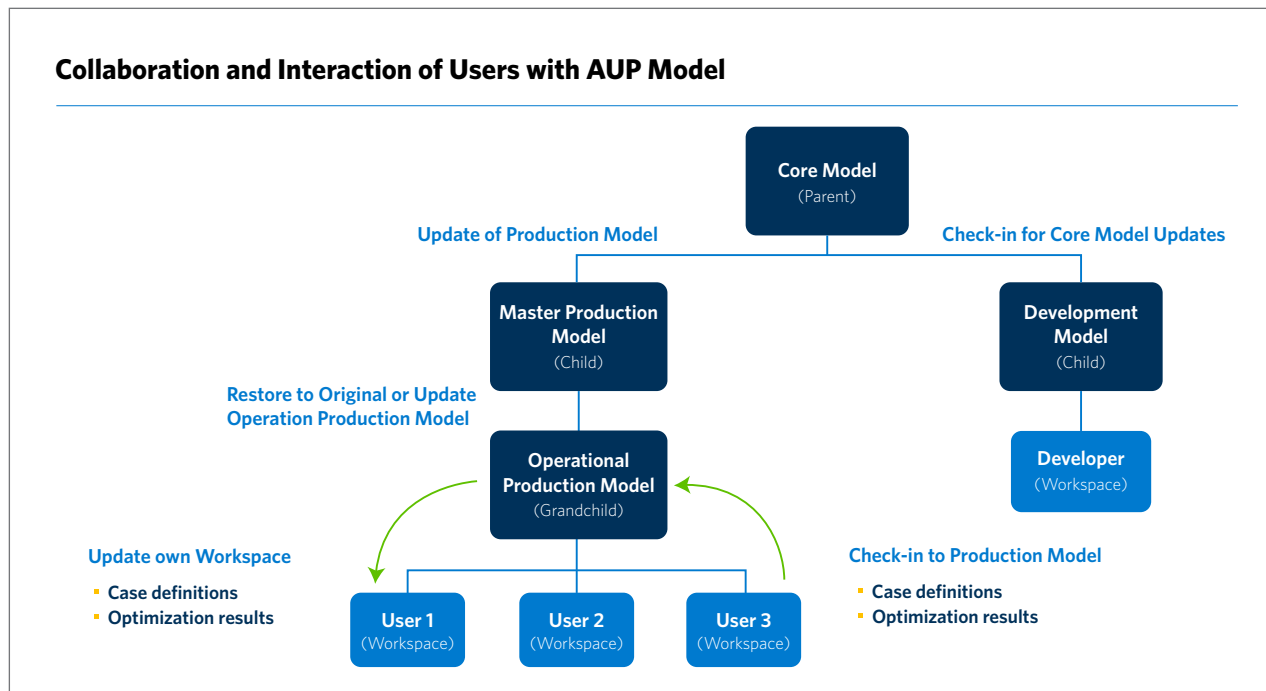 Collaboration and Interaction of Users with AUP Model
Core Model
(Parent)
Update of Production Model
Check-in for Core Model Updates
Master Production
Model
(Child)
Development
Model
(Child)
Restore to Original or Update
Operation Production Model
Operational
Production Model
(Grandchild)
Developer
(Workspace)
Update own Workspace
Case definitions
Optimization results
Check-in to Production Model
Case definitions
Optimization results
User 1
(Workspace)
User 2
(Workspace)
User 3
(Workspace)